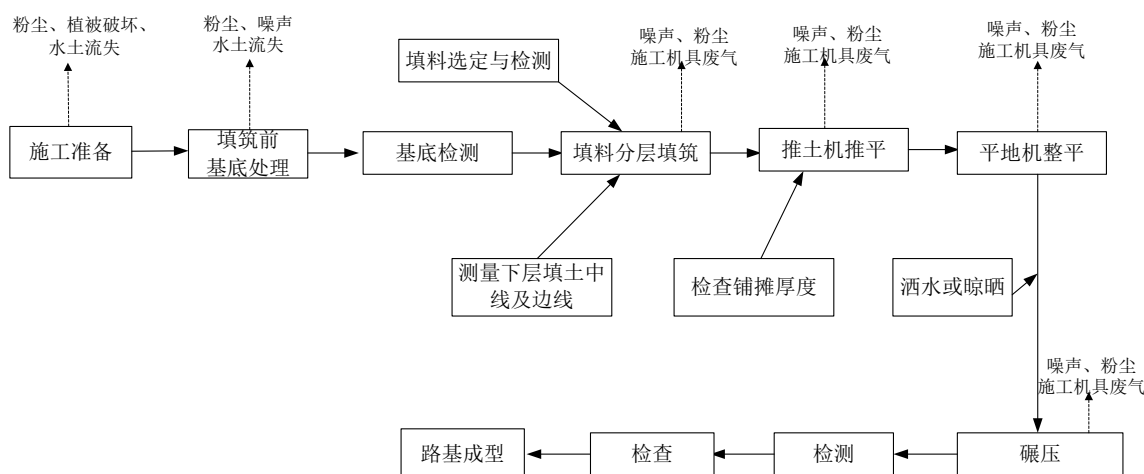 粉尘、植被破坏、
水土流失
粉尘、噪声
水土流失
噪声、粉尘
施工机具废气
噪声、粉尘
施工机具废气
噪声、粉尘
施工机具废气
填料选定与检测
施工准备
填筑前
基底处理
基底检测
填料分层填筑
推土机推平
平地机整平
测量下层填土中
线及边线
检查铺摊厚度
洒水或晾晒
噪声、粉尘
施工机具废气
路基成型
检查
检测
碾压